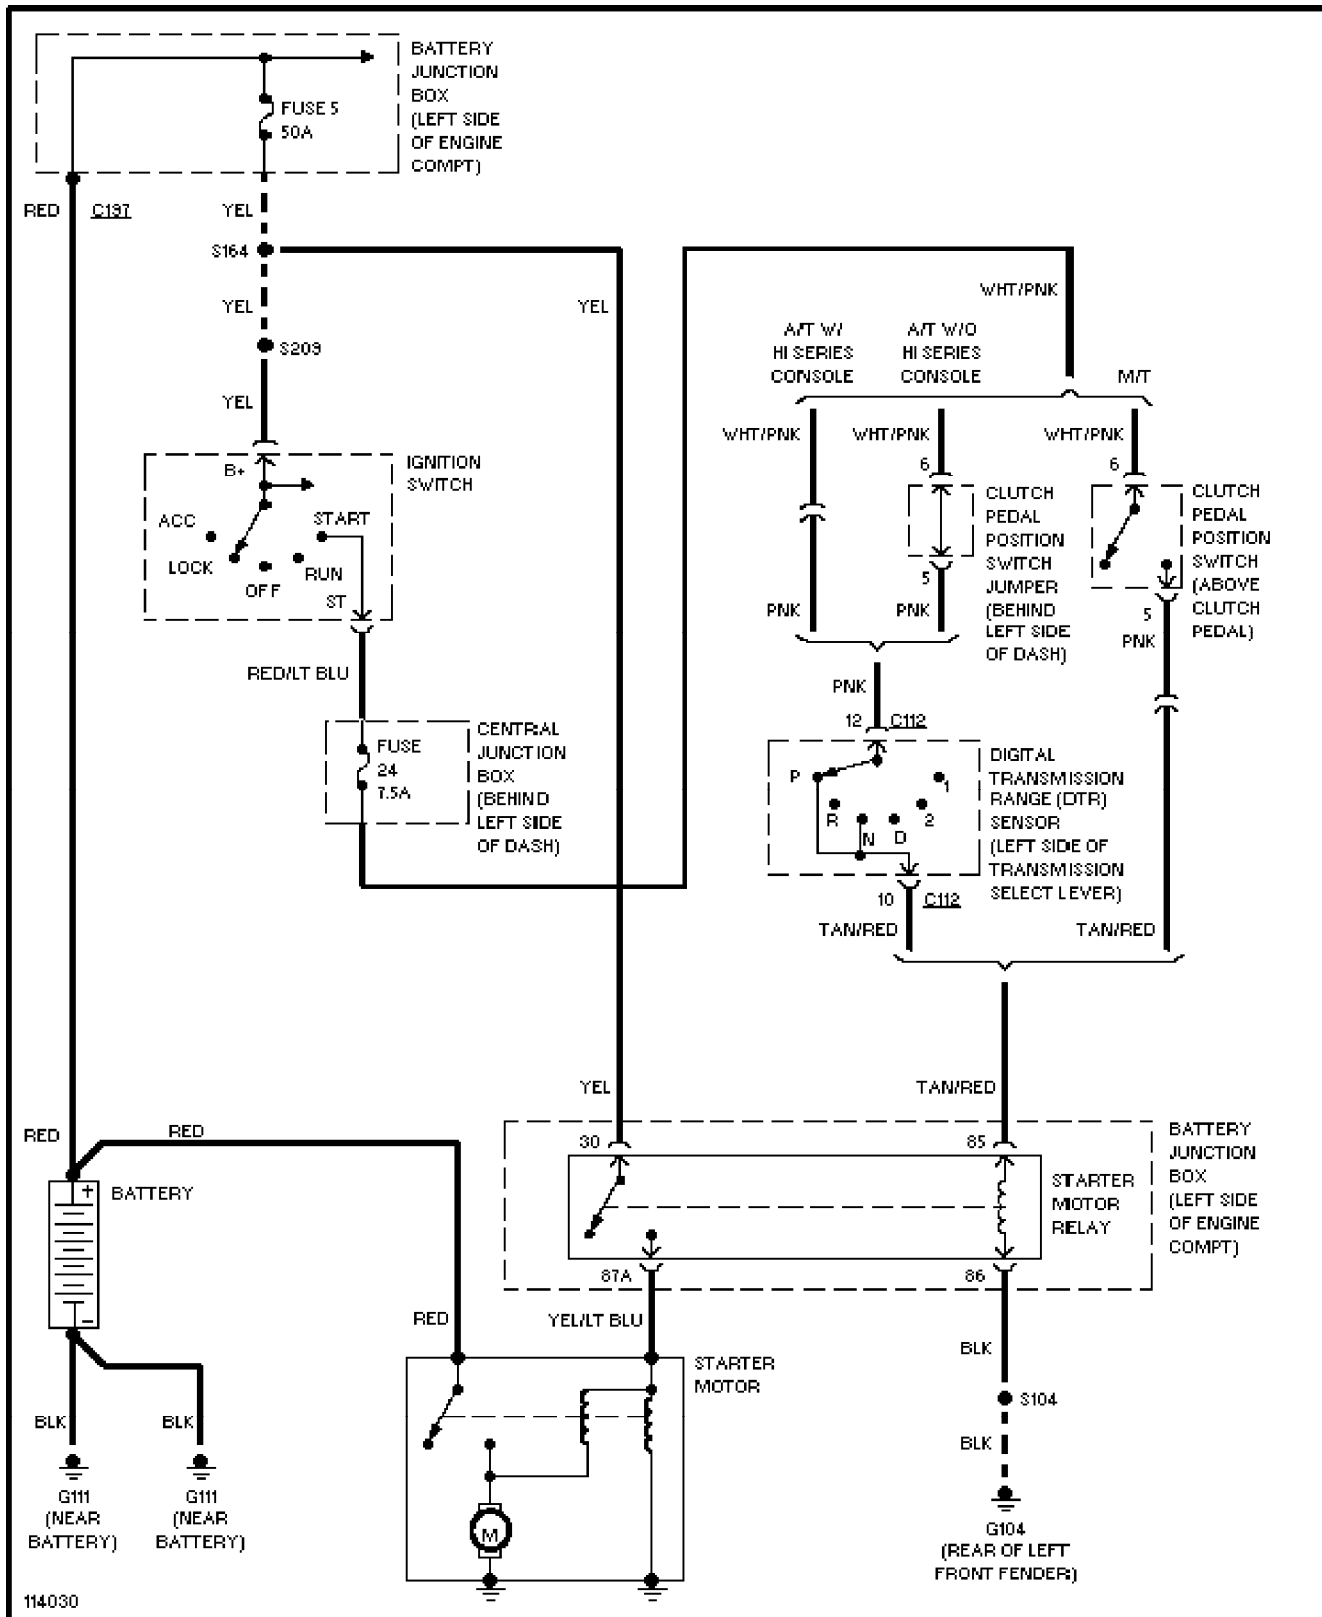 BATTERY
JUNCTION
BOX
(LEFT SIDE
OF ENGINE
COMPT)
FUSE 5
50A
RED
C197
YEL
S164
YEL
YEL
S209
YEL
WHT/PNK
A/T W/
HI SERIES
CONSOLE
A/T W/O
HI SERIES
CONSOLE
M/T
WHT/PNK
WHT/PNK
WHT/PNK
6
6
B+
IGNITION
SWITCH
ACC
START
LOCK
RUN
OFF
ST
CLUTCH
PEDAL
POSITION
SWITCH
JUMPER
(BEHIND
LEFT SIDE
OF DASH)
CLUTCH
PEDAL
POSITION
SWITCH
(ABOVE
CLUTCH
PEDAL)
5
5
PNK
PNK
PNK
RED/LT BLU
PNK
12
C112
FUSE
24
7.5A
CENTRAL
JUNCTION
BOX
(BEHIND
LEFT SIDE
OF DASH)
P
R
N
D
2
1
DIGITAL
TRANSMISSION
RANGE (DTR)
SENSOR
(LEFT SIDE OF
TRANSMISSION
SELECT LEVER)
10
C112
TAN/RED
TAN/RED
YEL
TAN/RED
RED
RED
30
85
BATTERY
JUNCTION
BOX
(LEFT SIDE
OF ENGINE
COMPT)
STARTER
MOTOR
RELAY
+
BATTERY
-
87A
86
RED
YEL/LT BLU
BLK
STARTER
MOTOR
S104
BLK
BLK
BLK
G111
(NEAR
BATTERY)
G111
(NEAR
BATTERY)
M
G104
(REAR OF LEFT
FRONT FENDER)
114030